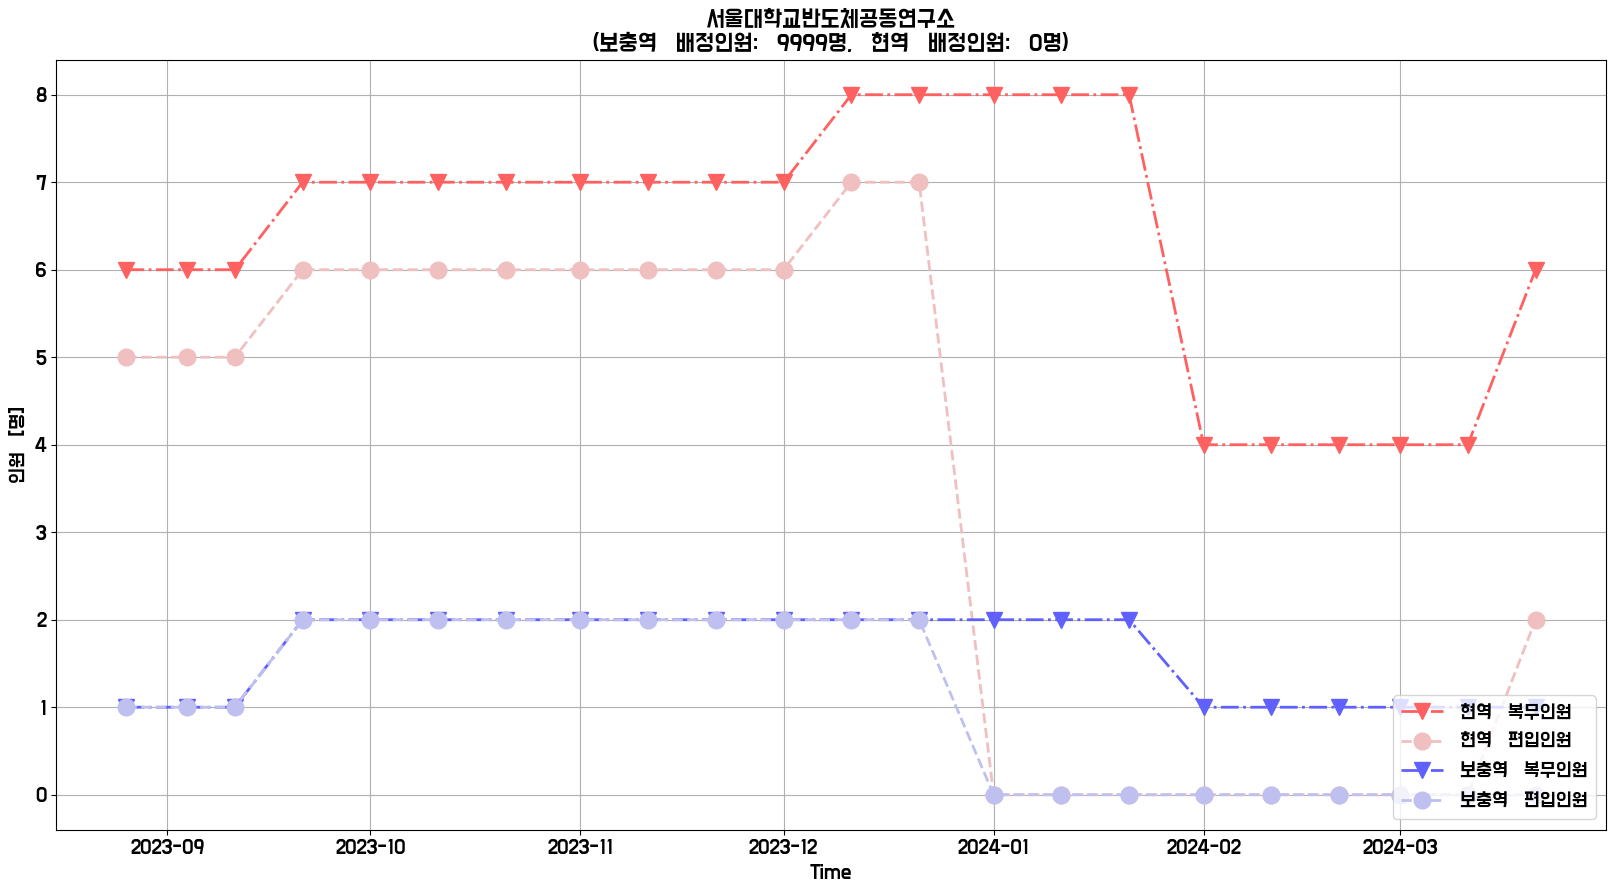 서울대학교반도체공동연구소
(보충역 배정인원: 9999명, 현역 배정인원: 0명)
인원 [명]
8
7
6
5
4
3
2
1
0
현역 복무인원
현역 편입인원
보충역 복무인원
보충역 편입인원
2023-09
2023-10
2023-11
2023-12
2024-01
2024-02
2024-03
Time